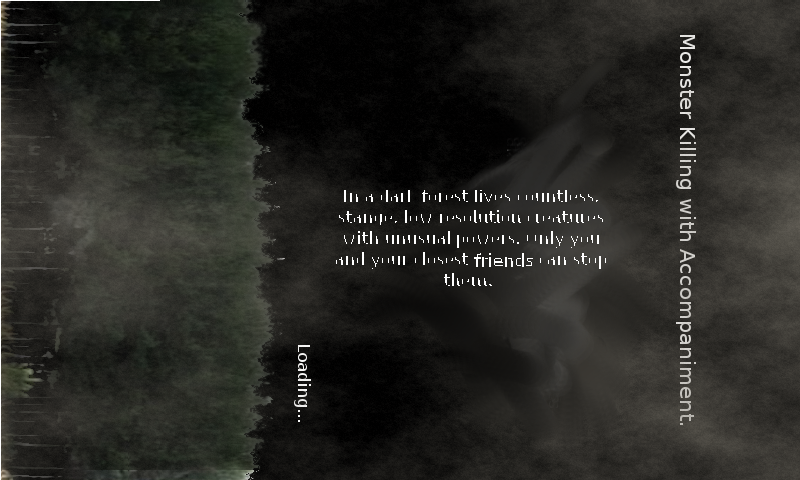 Monster Killing with Accompaniment.
In a dark forest lives countless,
stange, low resolution creatures
with unusual powers. Only you
and your closest friends can stop
them.
Loading...